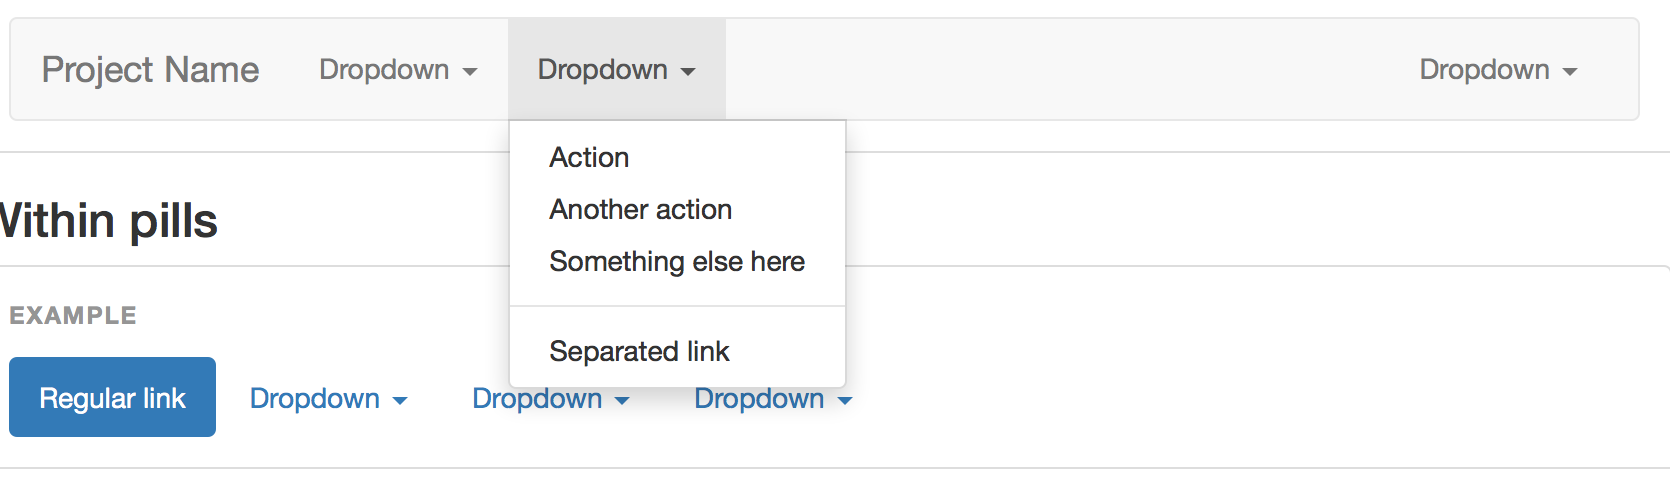 Project Name Dropdown Dropdown Dropdown
Action
Another action
Something else here
Separated link
Within pills
EXAMPLE
Regular link Dropdown Dropdown Dropdown